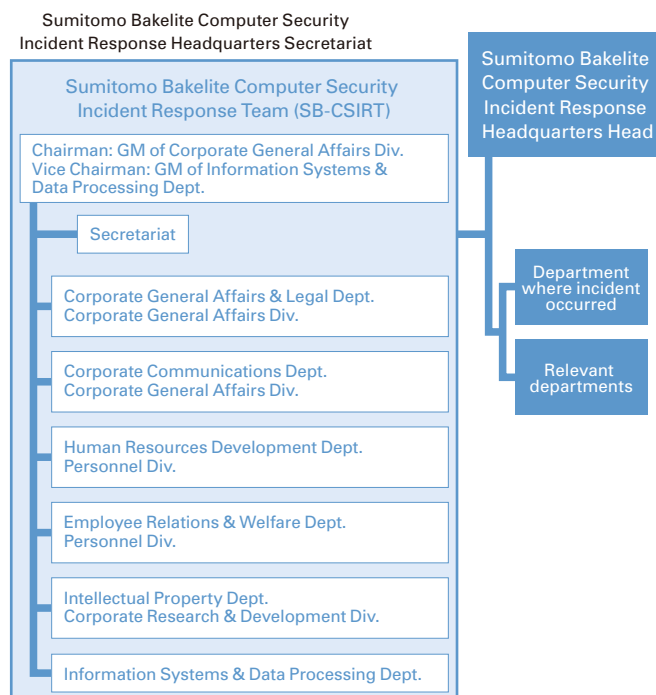 Sumitomo Bakelite Computer Security
Incident Response Headquarters Secretariat
Sumitomo Bakelite Computer Security
Incident Response Team (SB-CSIRT)
Chairman: GM of Corporate General Affairs Div.
Vice Chairman: GM of Information Systems &
Data Processing Dept.
Secretariat
Corporate General Affairs & Legal Dept.
Corporate General Affairs Div.
Corporate Communications Dept.
Corporate General Affairs Div.
Human Resources Development Dept.
Personnel Div.
Employee Relations & Welfare Dept.
Personnel Div.
Intellectual Property Dept.
Corporate Research & Development Div.
Information Systems & Data Processing Dept.
Sumitomo Bakelite
Computer Security
Incident Response
Headquarters Head
Department
where incident
occurred
Relevant
departments